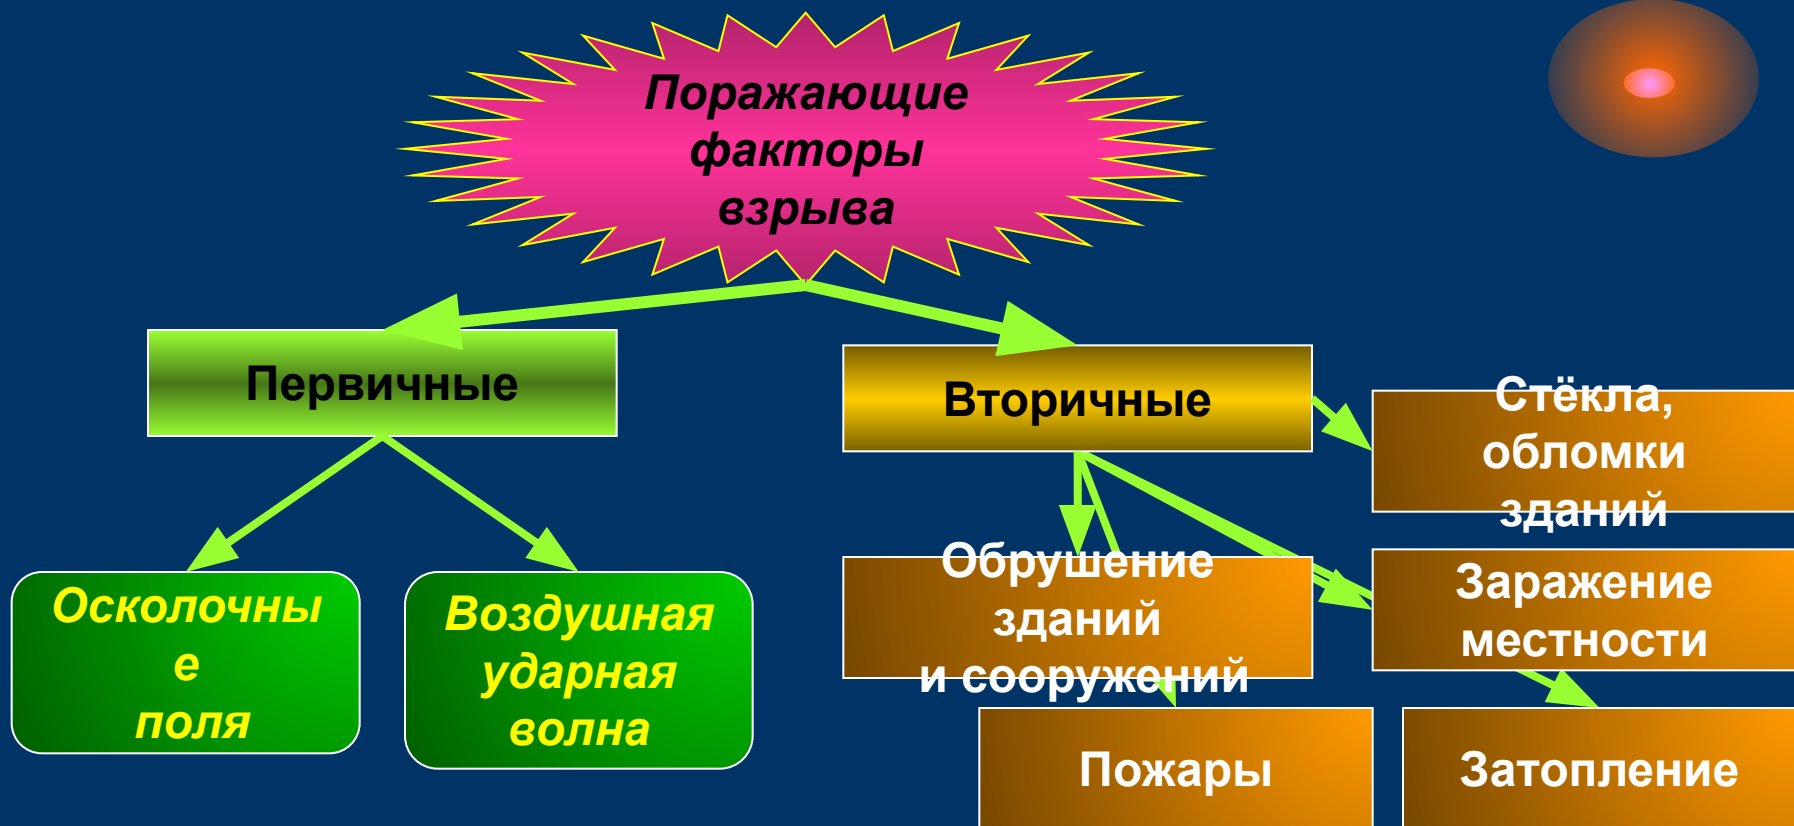 Поражающие
факторы
взрыва
Первичные
Вторичные
Стёкла,
обломки
зданий
Осколочны
е
поля
Воздушная
ударная
волна
Обрушение
зданий
и сооружений
Заражение
местности
Пожары
Затопление